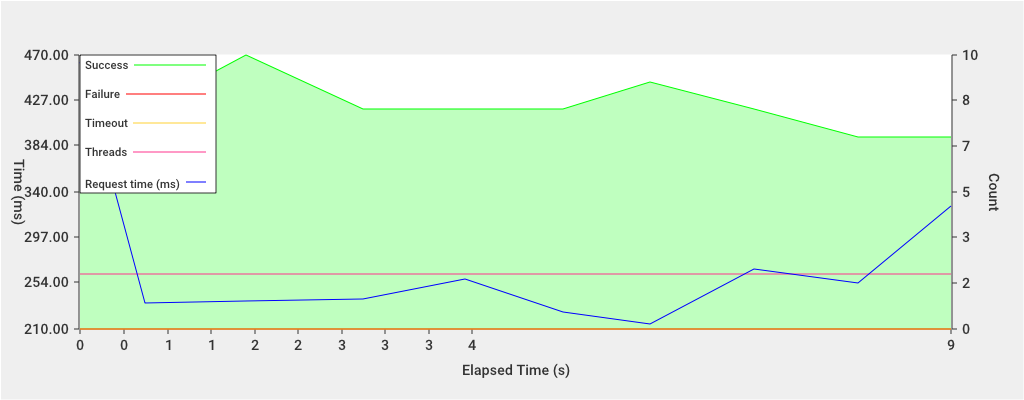 470.00
427.00
384.00
340.00
297.00
254.00
210.00
Time (ms)
Success
Failure
Timeout
Threads
Request time (ms)
10
8
7
5
3
2
0
Count
0 0 1 1 2 2 3 3 3 4 9
Elapsed Time (s)